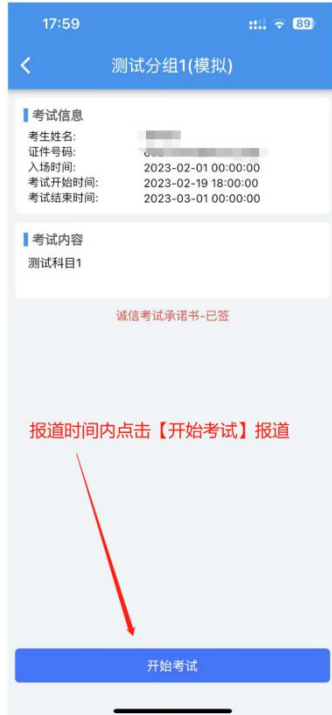 17:59
89
测试分组1(模拟)
考试信息
考生姓名:
证件号码:
入场时间: 2023-02-01 00:00:00
考试开始时间: 2023-02-19 18:00:00
考试结束时间: 2023-03-01 00:00:00
考试内容
测试科目1
诚信考试承诺书-已签
报道时间内点击【开始考试】报道
开始考试